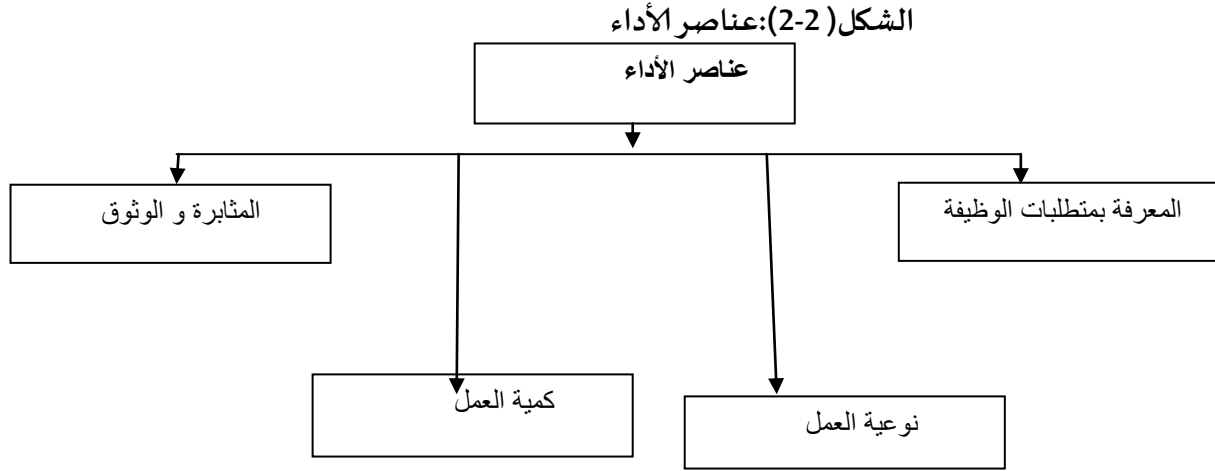 الشكل(2-2):عناصر الأداء
عناصر الأداء
المعرفة بمتطلبات الوظيفة
المثابرة و الوثوق
نوعية العمل
كمية العمل